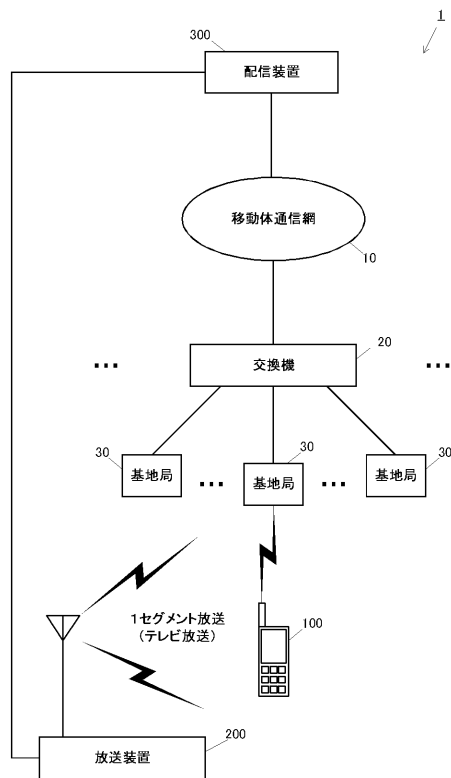 1
300
配信装置
移動体通信網
10
20
…
交換機
…
30
基地局
…
30
基地局
…
30
基地局
1セグメント放送
(テレビ放送)
100
200
放送装置